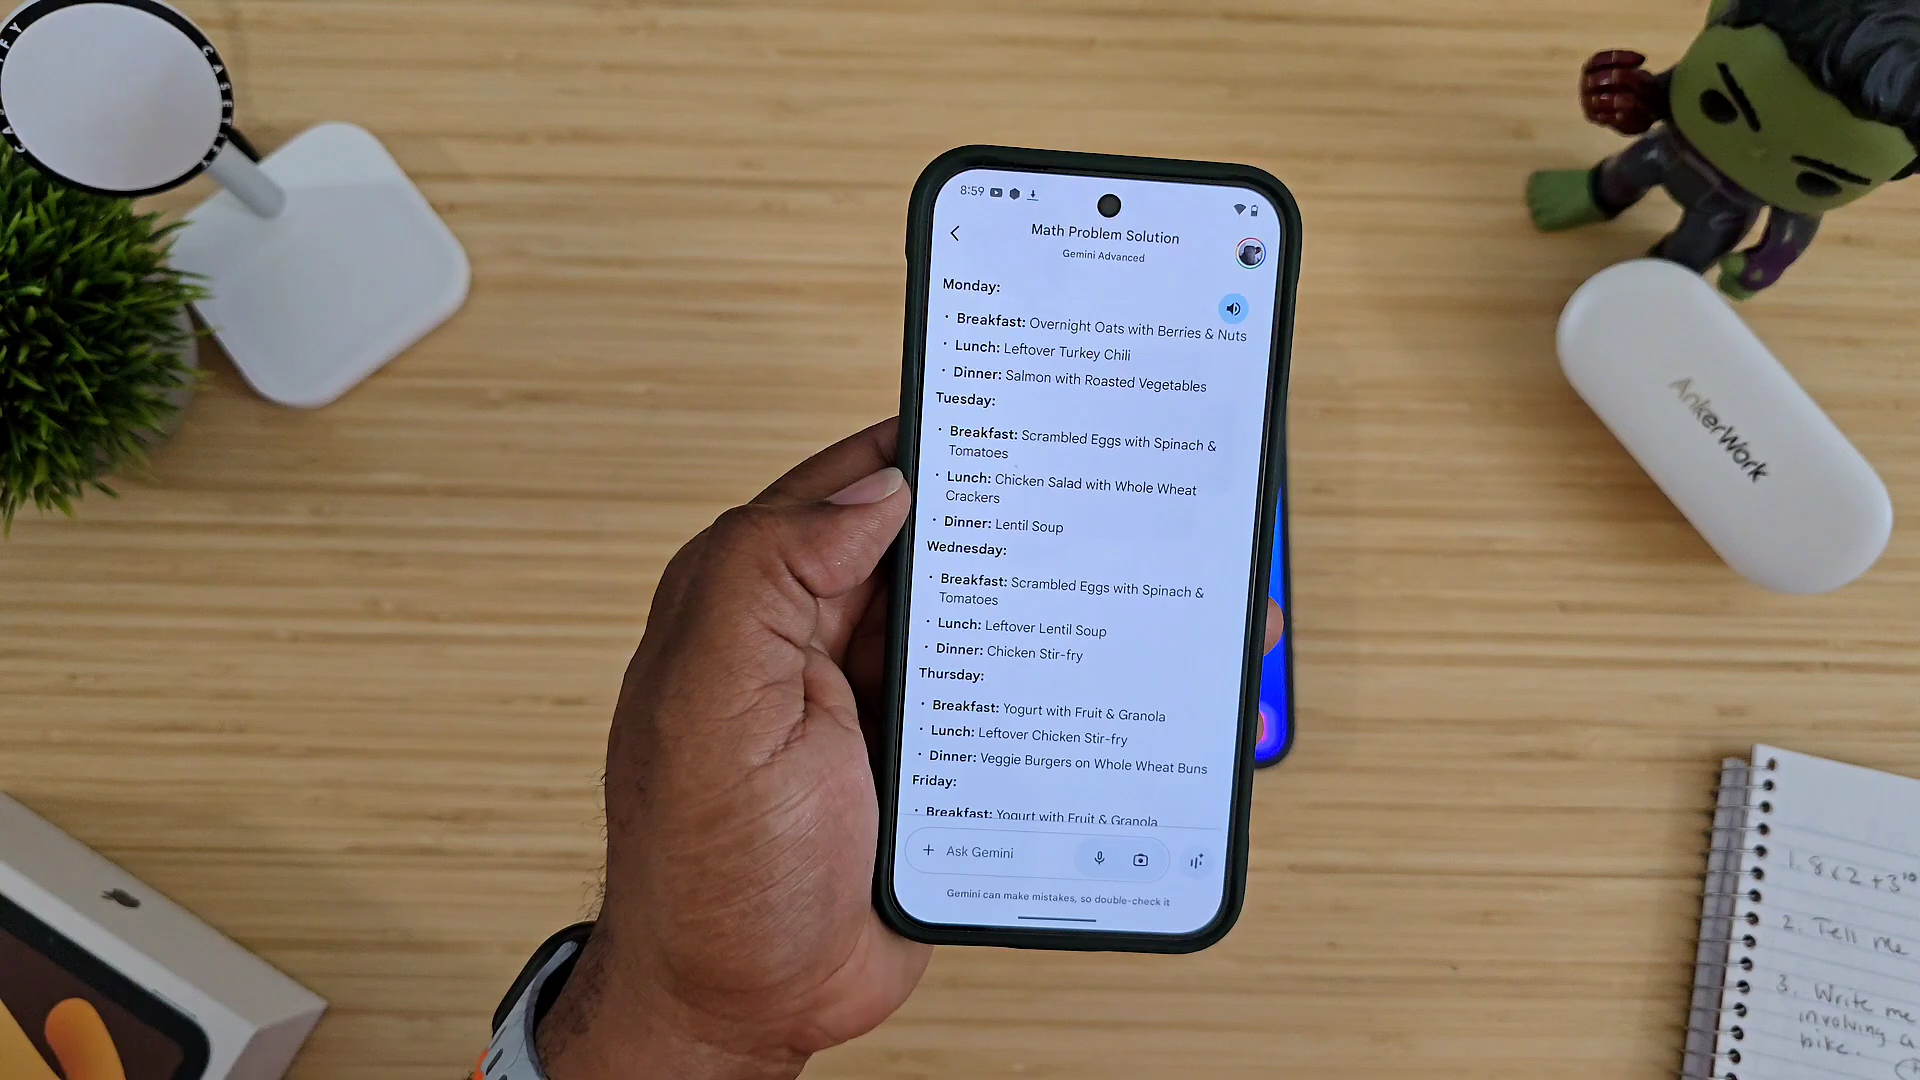 CASETIFY
8:59
Math Problem Solution
Gemini Advanced
Monday:
• Breakfast: Overnight Oats with Berries & Nuts
• Lunch: Leftover Turkey Chili
• Dinner: Salmon with Roasted Vegetables
Tuesday:
• Breakfast: Scrambled Eggs with Spinach &
Tomatoes
• Lunch: Chicken Salad with Whole Wheat
Crackers
• Dinner: Lentil Soup
Wednesday:
• Breakfast: Scrambled Eggs with Spinach &
Tomatoes
• Lunch: Leftover Lentil Soup
• Dinner: Chicken Stir-fry
Thursday:
• Breakfast: Yogurt with Fruit & Granola
• Lunch: Leftover Chicken Stir-fry
• Dinner: Veggie Burgers on Whole Wheat Buns
Friday:
• Breakfast: Yogurt with Fruit & Granola
+ Ask Gemini
Gemini can make mistakes, so double-check it
AnkerWork
1. 8x2+3¹⁰
2. Tell me
3. Write me
involving a
bike.